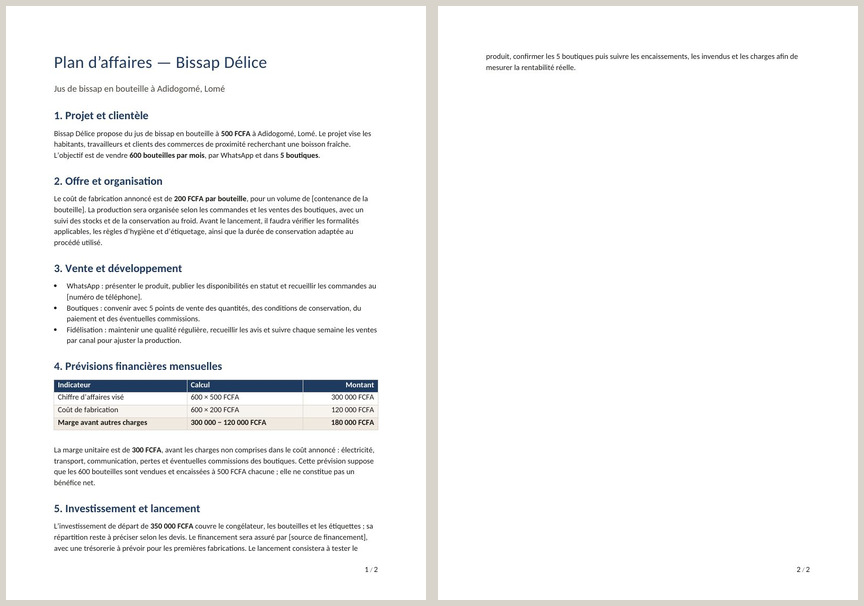 Plan d’affaires — Bissap Délice
Jus de bissap en bouteille à Adidogomé, Lomé
1. Projet et clientèle
Bissap Délice propose du jus de bissap en bouteille à 500 FCFA à Adidogomé, Lomé. Le projet vise les
habitants, travailleurs et clients des commerces de proximité recherchant une boisson fraîche.
L’objectif est de vendre 600 bouteilles par mois, par WhatsApp et dans 5 boutiques.
2. Offre et organisation
Le coût de fabrication annoncé est de 200 FCFA par bouteille, pour un volume de [contenance de la
bouteille]. La production sera organisée selon les commandes et les ventes des boutiques, avec un
suivi des stocks et de la conservation au froid. Avant le lancement, il faudra vérifier les formalités
applicables, les règles d’hygiène et d’étiquetage, ainsi que la durée de conservation adaptée au
procédé utilisé.
3. Vente et développement
• WhatsApp : présenter le produit, publier les disponibilités en statut et recueillir les commandes au
[numéro de téléphone].
• Boutiques : convenir avec 5 points de vente des quantités, des conditions de conservation, du
paiement et des éventuelles commissions.
• Fidélisation : maintenir une qualité régulière, recueillir les avis et suivre chaque semaine les ventes
par canal pour ajuster la production.
4. Prévisions financières mensuelles
Indicateur Calcul Montant
Chiffre d’affaires visé 600 × 500 FCFA 300 000 FCFA
Coût de fabrication 600 × 200 FCFA 120 000 FCFA
Marge avant autres charges 300 000 − 120 000 FCFA 180 000 FCFA
La marge unitaire est de 300 FCFA, avant les charges non comprises dans le coût annoncé : électricité,
transport, communication, pertes et éventuelles commissions des boutiques. Cette prévision suppose
que les 600 bouteilles sont vendues et encaissées à 500 FCFA chacune ; elle ne constitue pas un
bénéfice net.
5. Investissement et lancement
L’investissement de départ de 350 000 FCFA couvre le congélateur, les bouteilles et les étiquettes ; sa
répartition reste à préciser selon les devis. Le financement sera assuré par [source de financement],
avec une trésorerie à prévoir pour les premières fabrications. Le lancement consistera à tester le
1 / 2
produit, confirmer les 5 boutiques puis suivre les encaissements, les invendus et les charges afin de
mesurer la rentabilité réelle.
2 / 2